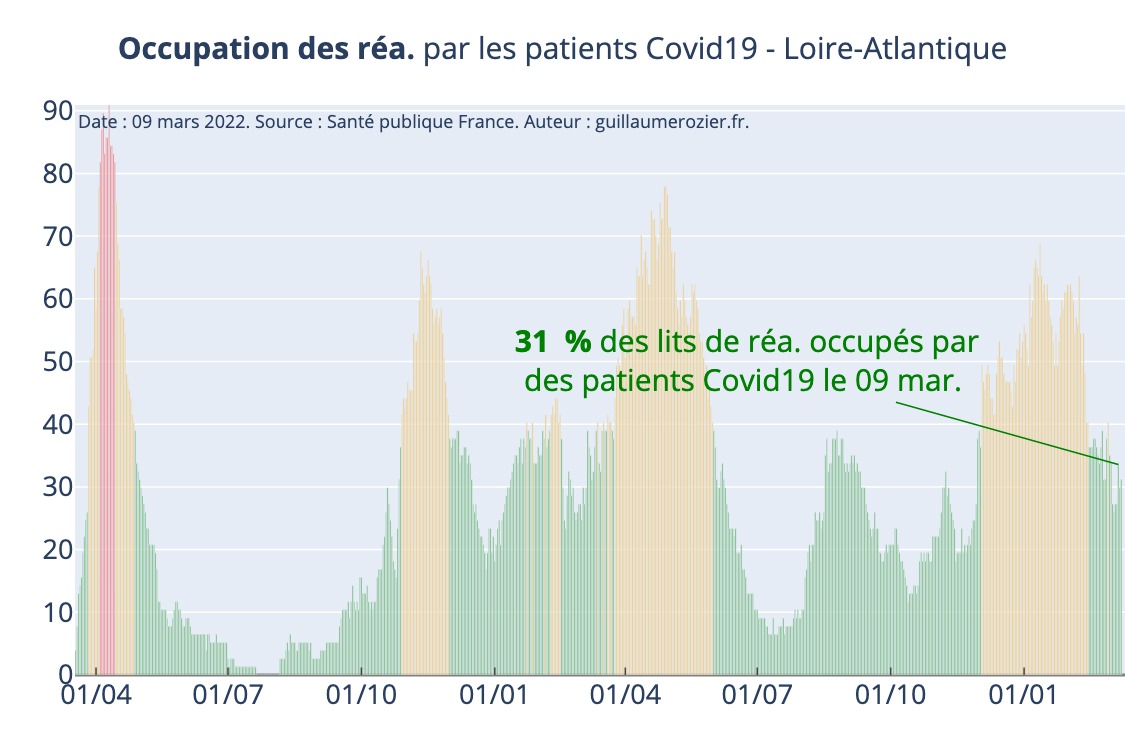 Occupation des réa. par les patients Covid19 - Loire-Atlantique
90
Date : 09 mars 2022. Source : Santé publique France. Auteur : guillaumerozier.fr.
80
70
60
50
40
30
20
10
0
31 % des lits de réa. occupés par
des patients Covid19 le 09 mar.
01/04 01/07 01/10 01/01 01/04 01/07 01/10 01/01